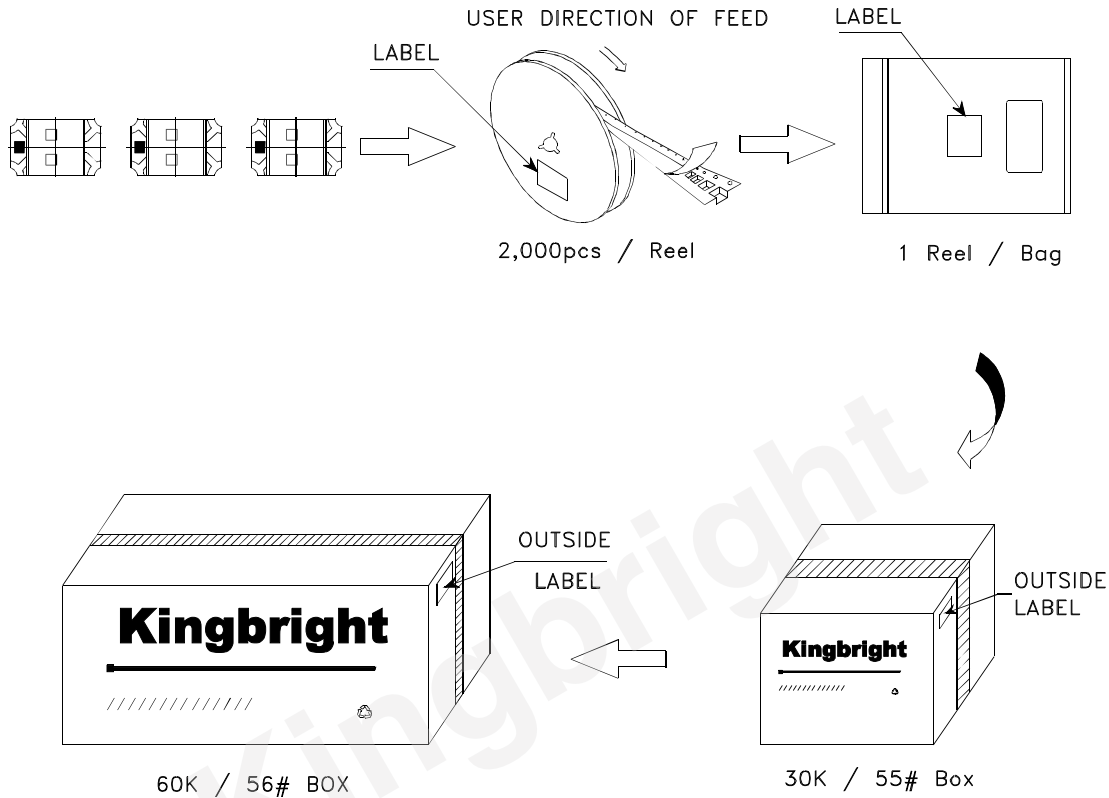 USER DIRECTION OF FEED
LABEL
LABEL
2,000pcs / Reel
1 Reel / Bag
OUTSIDE
LABEL
Kingbright
60K / 56# BOX
OUTSIDE
LABEL
Kingbright
30K / 55# Box
Kingbright